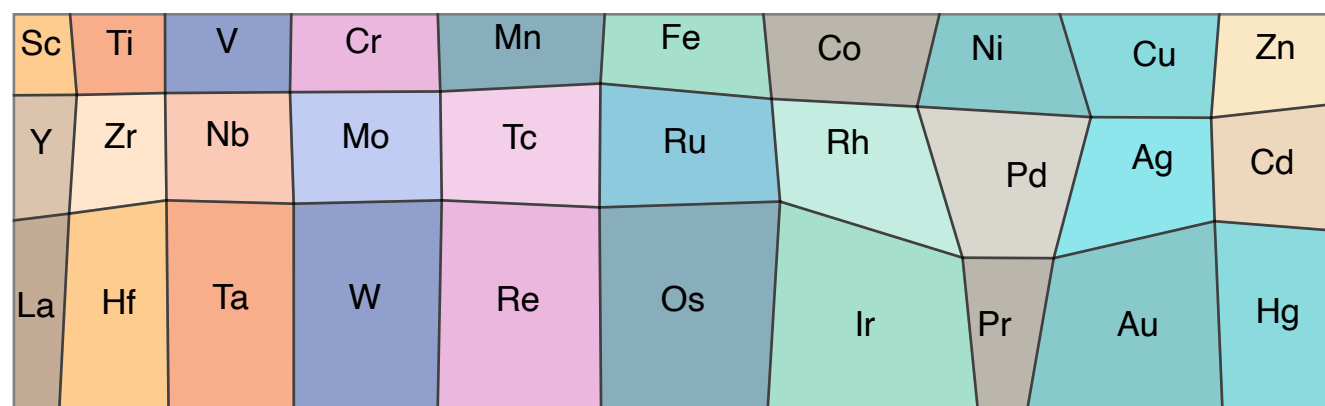 Sc Ti V Cr Mn Fe Co Ni Cu Zn
Y Zr Nb Mo Tc Ru Rh Pd Ag Cd
La Hf Ta W Re Os Ir Pr Au Hg